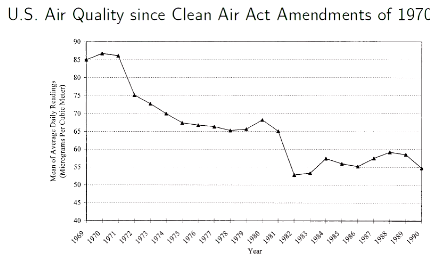 U.S. Air Quality since Clean Air Act Amendments of 1970
Mean of Average Daily Readings
(Micrograms Per Cubic Meter)
90
85
80
75
70
65
60
55
50
45
40
1969 1970 1971 1972 1973 1974 1975 1976 1977 1978 1979 1980 1981 1982 1983 1984 1985 1986 1987 1988 1989 1990
Year